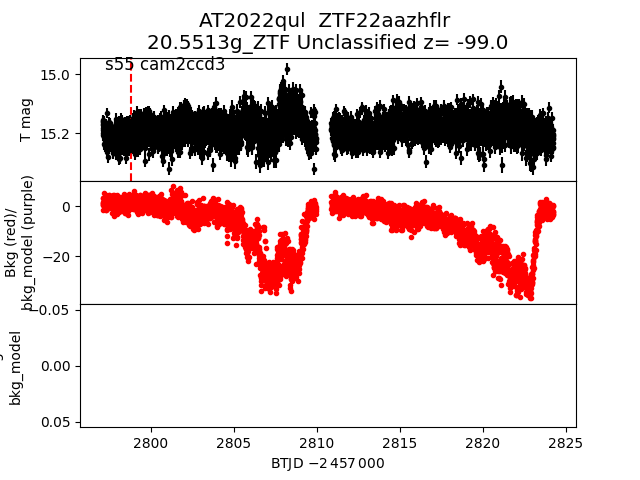 AT2022qul  ZTF22aazhflr
20.5513g_ZTF Unclassified z= -99.0
s55 cam2ccd3
T mag
15.0
15.2
Bkg (red)/
bkg_model (purple)
0
−20
bkg_model
−0.05
0.00
0.05
2800
2805
2810
2815
2820
2825
BTJD −2 457 000